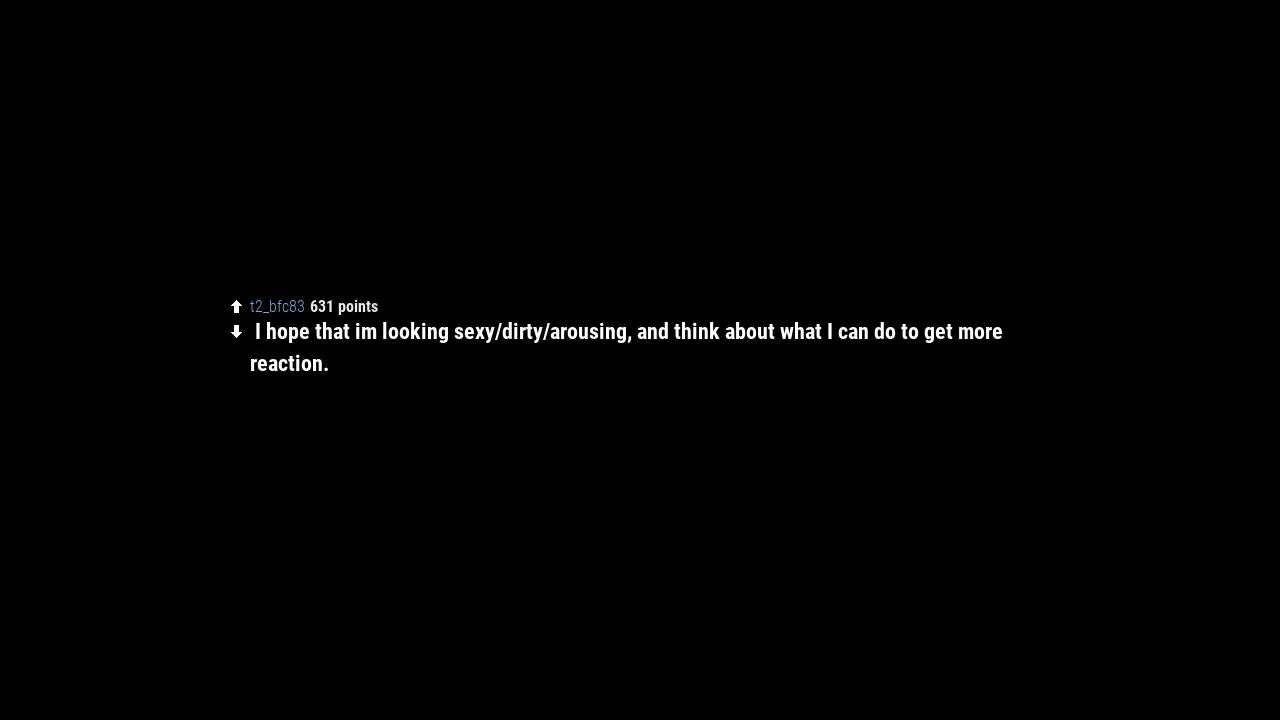 t2_bfc83 631 points
I hope that im looking sexy/dirty/arousing, and think about what I can do to get more
reaction.